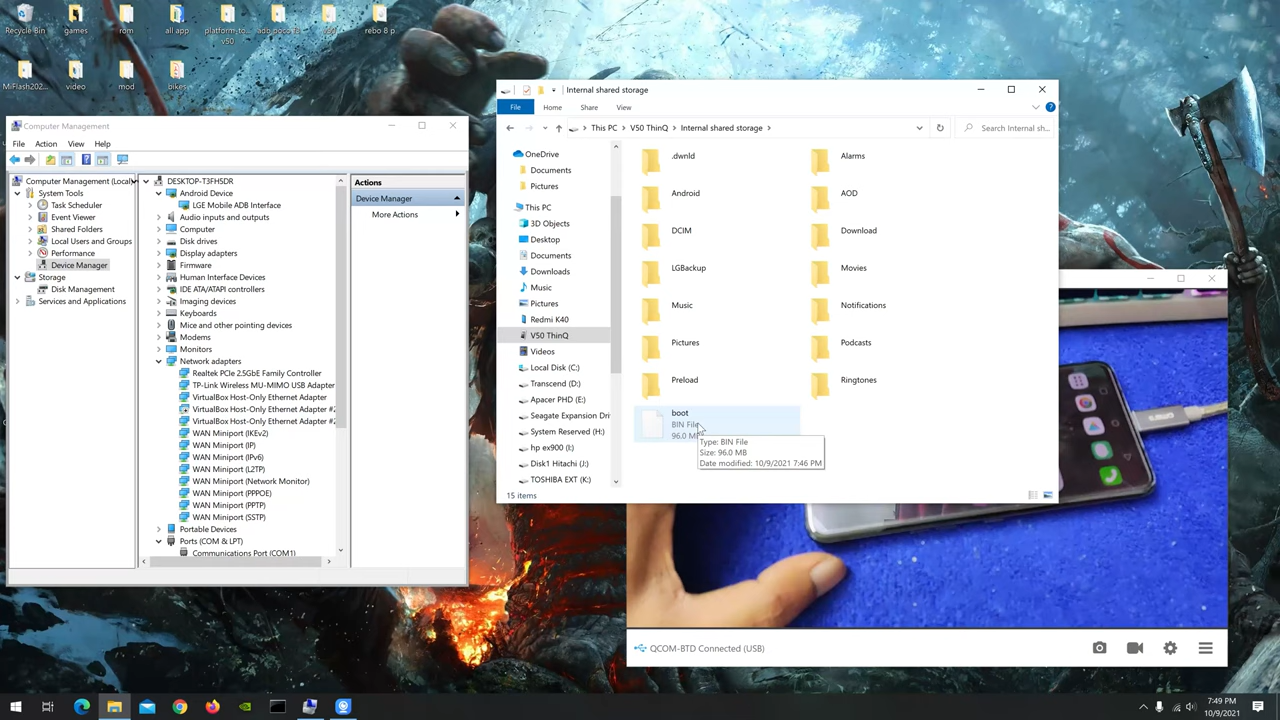 Recycle Bin
games
rom
all app
platform-to...
v50
rebo 8 p
MiFlash202...
video
mod
bikes
Computer Management
File Action View Help
Computer Management (Local)
System Tools
Task Scheduler
Event Viewer
Shared Folders
Local Users and Groups
Performance
Device Manager
Storage
Disk Management
Services and Applications
DESKTOP-T3FH5DR
Android Device
LGE Mobile ADB Interface
Audio inputs and outputs
Computer
Disk drives
Display adapters
Firmware
Human Interface Devices
IDE ATA/ATAPI controllers
Imaging devices
Keyboards
Mice and other pointing devices
Modems
Monitors
Network adapters
Realtek PCIe 2.5GbE Family Controller
TP-Link Wireless MU-MIMO USB Adapter
VirtualBox Host-Only Ethernet Adapter
VirtualBox Host-Only Ethernet Adapter #2
VirtualBox Host-Only Ethernet Adapter #
WAN Miniport (IKEv2)
WAN Miniport (IP)
WAN Miniport (IPv6)
WAN Miniport (L2TP)
WAN Miniport (Network Monitor)
WAN Miniport (PPPOE)
WAN Miniport (PPTP)
WAN Miniport (SSTP)
Portable Devices
Ports (COM & LPT)
Communications Port (COM1)
Actions
Device Manager
More Actions
Internal shared storage
File Home Share View
This PC > V50 ThinQ > Internal shared storage >
Search Internal sh...
OneDrive
Documents
Pictures
This PC
3D Objects
Desktop
Documents
Downloads
Music
Pictures
Redmi K40
V50 ThinQ
Videos
Local Disk (C:)
Transcend (D:)
Apacer PHD (E:)
Seagate Expansion Dri
System Reserved (H:)
hp ex900 (I:)
Disk1 Hitachi (J:)
TOSHIBA EXT (K:)
.dwnld
Alarms
Android
AOD
DCIM
Download
LGBackup
Movies
Music
Notifications
Pictures
Podcasts
Preload
Ringtones
boot
BIN File
96.0 MB
Type: BIN File
Size: 96.0 MB
Date modified: 10/9/2021 7:46 PM
15 items
QCOM-BTD Connected (USB)
7:49 PM
10/9/2021